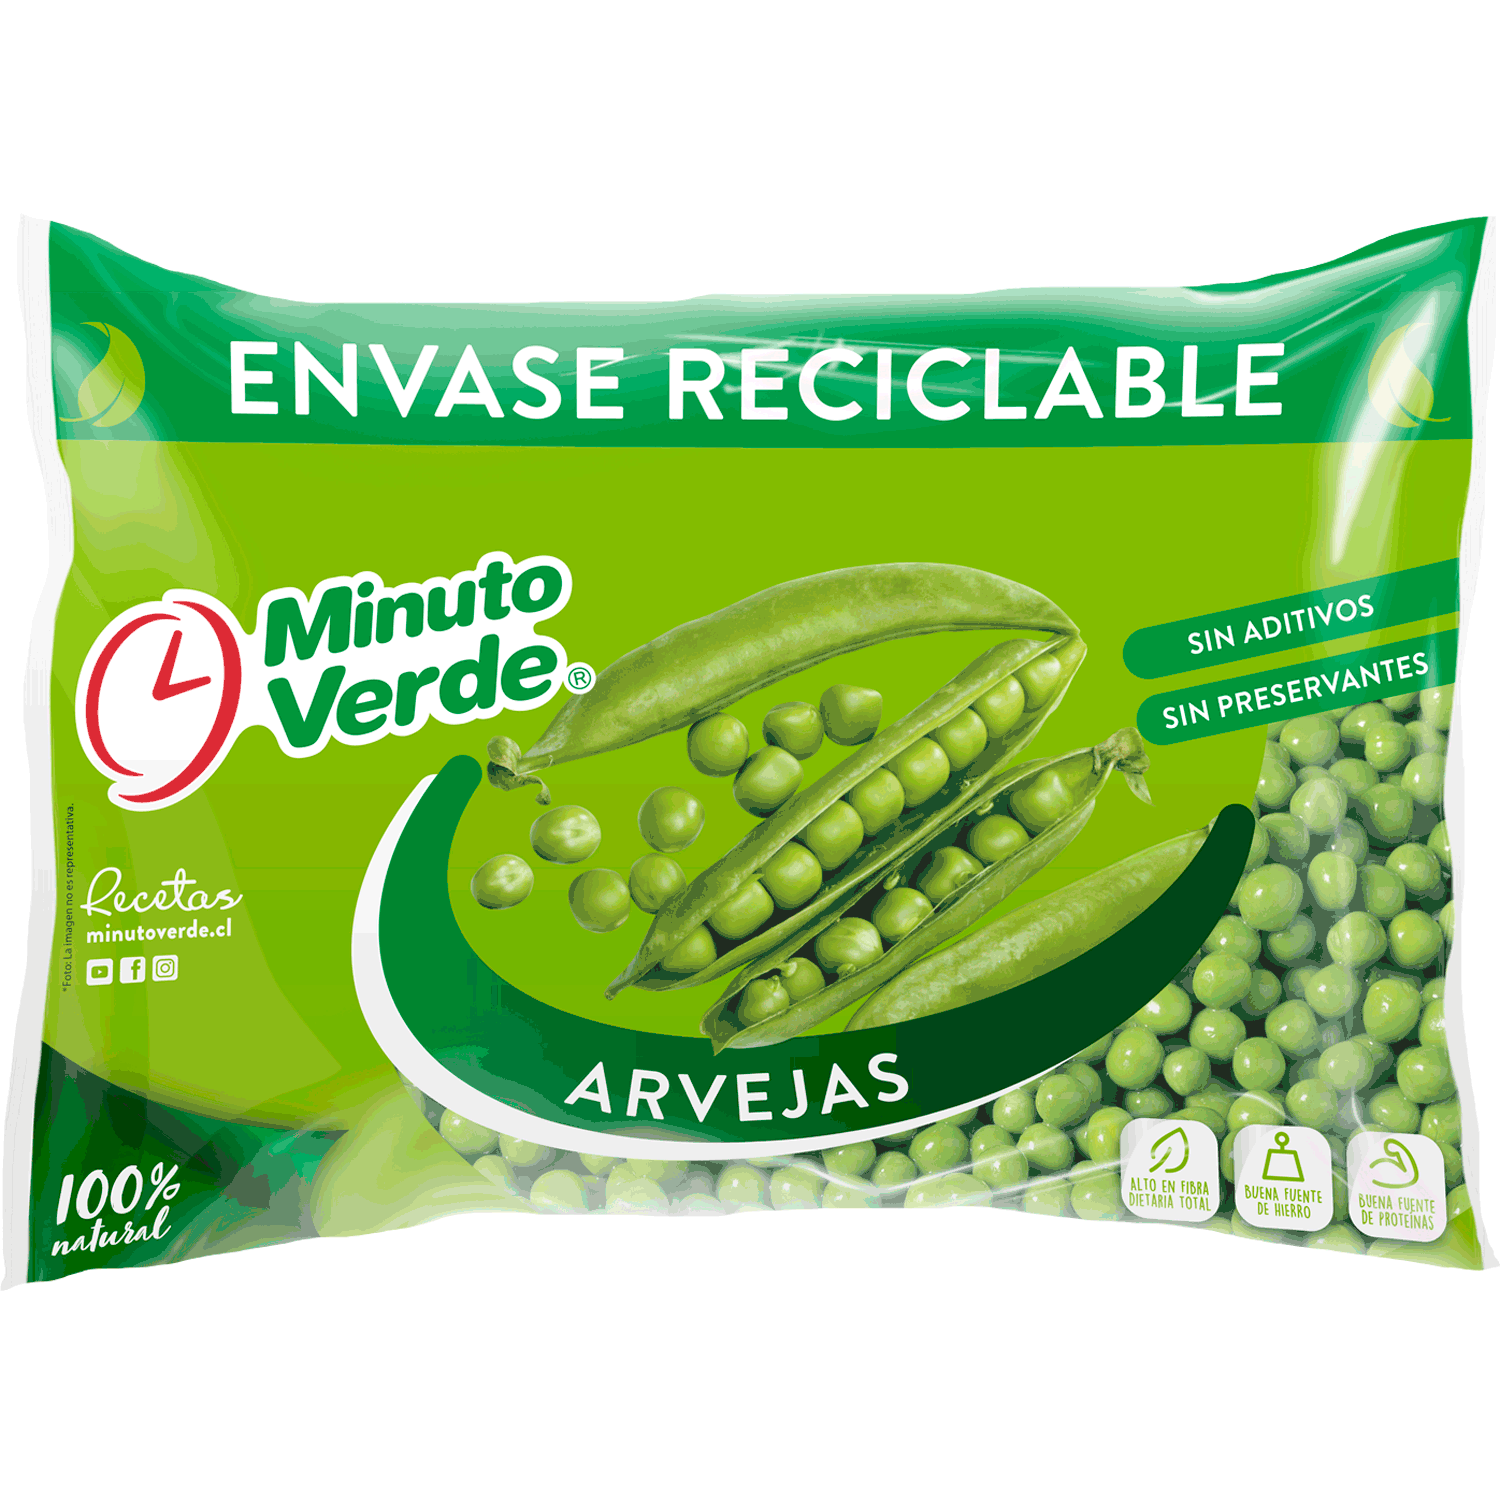 ENVASE RECICLABLE
Minuto
Verde®
SIN ADITIVOS
SIN PRESERVANTES
*Foto: La imagen no es representativa.
Recetas
minutoverde.cl
ARVEJAS
100%
natural
ALTO EN FIBRA
DIETARIA TOTAL
BUENA FUENTE
DE HIERRO
BUENA FUENTE
DE PROTEÍNAS